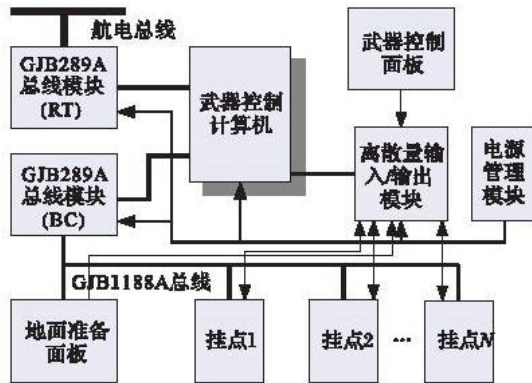 航电总线
GJB289A
总线模块
(RT)
武器控制
计算机
武器控制
面板
GJB289A
总线模块
(BC)
离散量输
入/输出
模块
电源
管理
模块
GJB1188A总线
地面准备
面板
挂点1
挂点2
...
挂点N